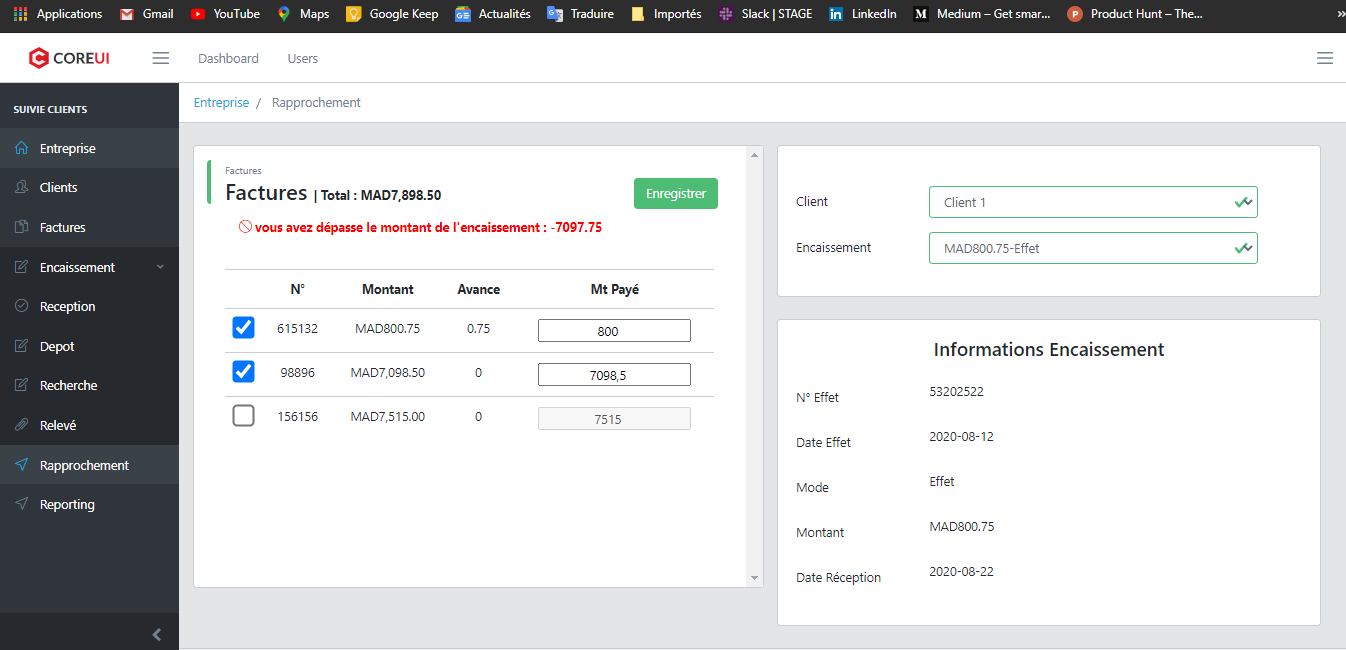 Applications Gmail YouTube Maps Google Keep Actualités Traduire Importés Slack | STAGE LinkedIn Medium – Get smar... Product Hunt – The... »
COREUI Dashboard Users
SUIVIE CLIENTS
Entreprise
Clients
Factures
Encaissement
Reception
Depot
Recherche
Relevé
Rapprochement
Reporting
Entreprise / Rapprochement
Factures
Factures | Total : MAD7,898.50
Enregistrer
vous avez dépasse le montant de l'encaissement : -7097.75
N° Montant Avance Mt Payé
615132 MAD800.75 0.75 800
98896 MAD7,098.50 0 7098,5
156156 MAD7,515.00 0 7515
Client Client 1
Encaissement MAD800.75-Effet
Informations Encaissement
N° Effet 53202522
Date Effet 2020-08-12
Mode Effet
Montant MAD800.75
Date Réception 2020-08-22